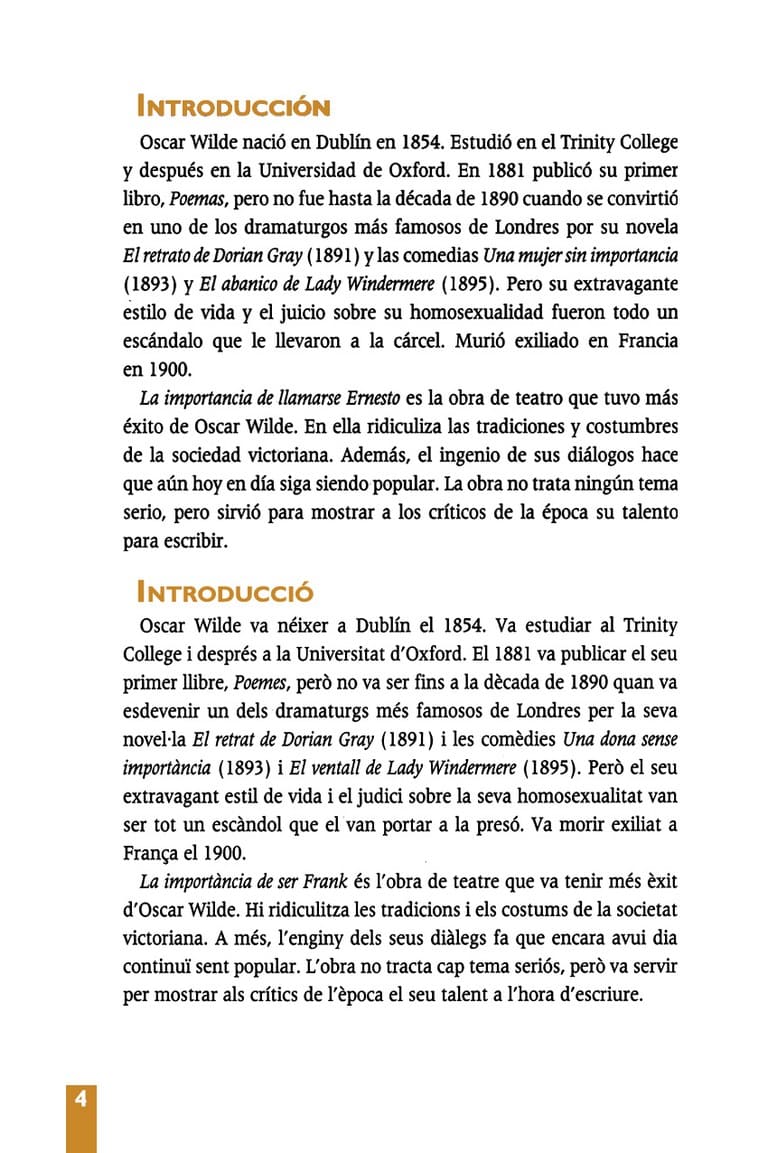 INTRODUCCIÓN
Oscar Wilde nació en Dublín en 1854. Estudió en el Trinity College
y después en la Universidad de Oxford. En 1881 publicó su primer
libro, Poemas, pero no fue hasta la década de 1890 cuando se convirtió
en uno de los dramaturgos más famosos de Londres por su novela
El retrato de Dorian Gray (1891) y las comedias Una mujer sin importancia
(1893) y El abanico de Lady Windermere (1895). Pero su extravagante
estilo de vida y el juicio sobre su homosexualidad fueron todo un
escándalo que le llevaron a la cárcel. Murió exiliado en Francia
en 1900.
La importancia de llamarse Ernesto es la obra de teatro que tuvo más
éxito de Oscar Wilde. En ella ridiculiza las tradiciones y costumbres
de la sociedad victoriana. Además, el ingenio de sus diálogos hace
que aún hoy en día siga siendo popular. La obra no trata ningún tema
serio, pero sirvió para mostrar a los críticos de la época su talento
para escribir.
INTRODUCCIÓ
Oscar Wilde va néixer a Dublín el 1854. Va estudiar al Trinity
College i després a la Universitat d'Oxford. El 1881 va publicar el seu
primer llibre, Poemes, però no va ser fins a la dècada de 1890 quan va
esdevenir un dels dramaturgs més famosos de Londres per la seva
novel·la El retrat de Dorian Gray (1891) i les comèdies Una dona sense
importància (1893) i El ventall de Lady Windermere (1895). Però el seu
extravagant estil de vida i el judici sobre la seva homosexualitat van
ser tot un escàndol que el van portar a la presó. Va morir exiliat a
França el 1900.
La importància de ser Frank és l'obra de teatre que va tenir més èxit
d'Oscar Wilde. Hi ridiculitza les tradicions i els costums de la societat
victoriana. A més, l'enginy dels seus diàlegs fa que encara avui dia
continuï sent popular. L'obra no tracta cap tema seriós, però va servir
per mostrar als crítics de l'època el seu talent a l'hora d'escriure.
4